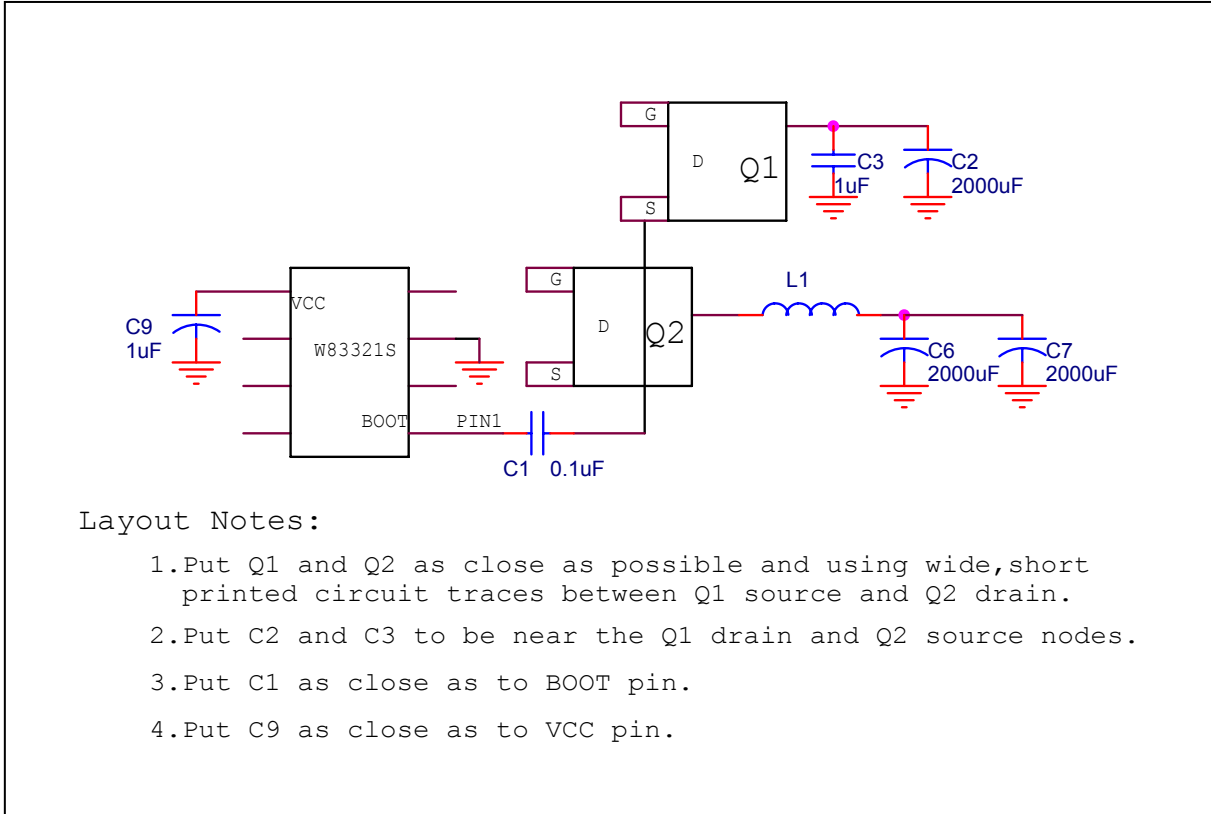 G
D
Q1
S
C3
1uF
C2
2000uF
VCC
W83321S
BOOT
PIN1
C9
1uF
G
D
Q2
S
L1
C6
2000uF
C7
2000uF
C1 0.1uF
Layout Notes:
1.Put Q1 and Q2 as close as possible and using wide,short
printed circuit traces between Q1 source and Q2 drain.
2.Put C2 and C3 to be near the Q1 drain and Q2 source nodes.
3.Put C1 as close as to BOOT pin.
4.Put C9 as close as to VCC pin.